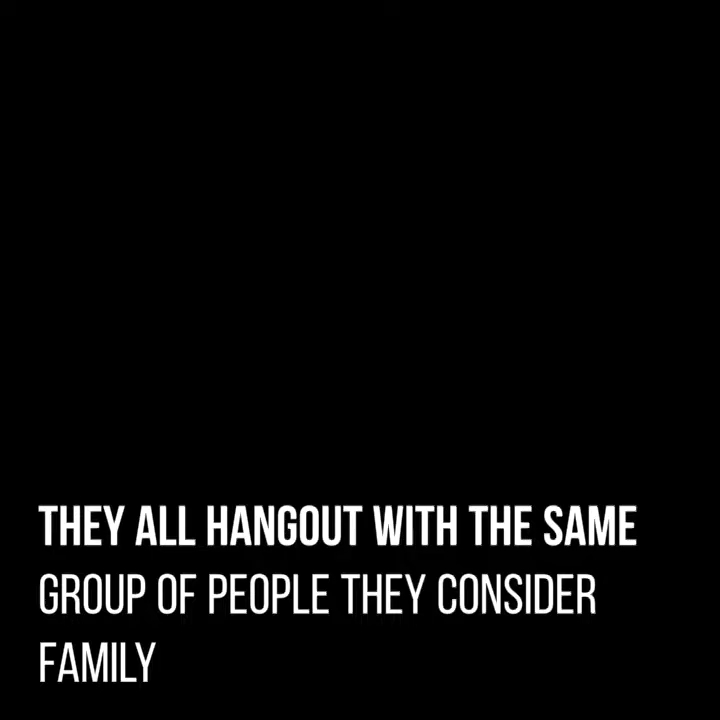 THEY ALL HANGOUT WITH THE SAME
GROUP OF PEOPLE THEY CONSIDER
FAMILY